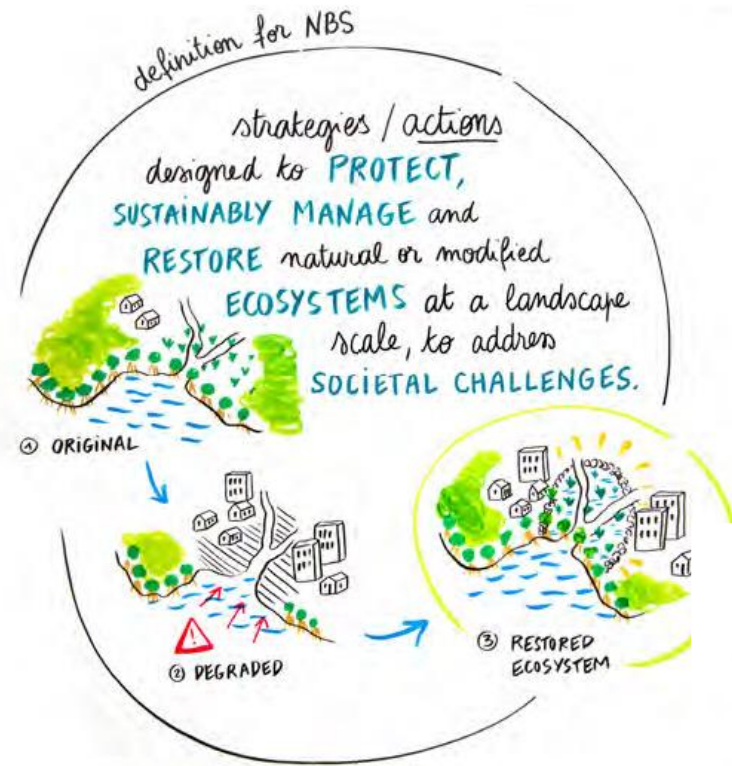 definition for NBS
strategies / actions
designed to PROTECT,
SUSTAINABLY MANAGE and
RESTORE natural or modified
ECOSYSTEMS at a landscape
scale, to address
SOCIETAL CHALLENGES.
① ORIGINAL
② DEGRADED
③ RESTORED
ECOSYSTEM